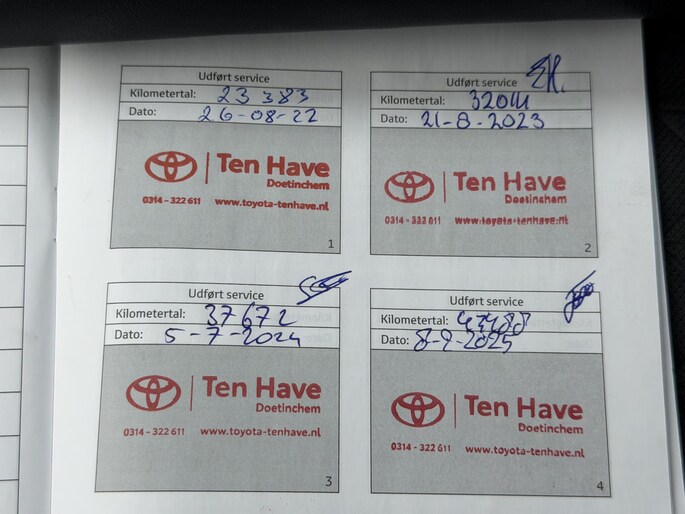 Udført service
Kilometertal: 23 383
Dato: 26-08-22
Ten Have
Doetinchem
0314-322 611 www.toyota-tenhave.nl
1
Udført service
Kilometertal:
Dato: 21-8-2023
Ten Have
Doetinchem
0314-322 611 www.toyota-tenhave.nl
2
Udført service
Kilometertal: 37672
Dato: 5-7-2024
Ten Have
Doetinchem
0314-322 611 www.toyota-tenhave.nl
3
Udført service
Kilometertal: 43488
Dato: 8-9-2025
Ten Have
Doetinchem
0314-322 611 www.toyota-tenhave.nl
4